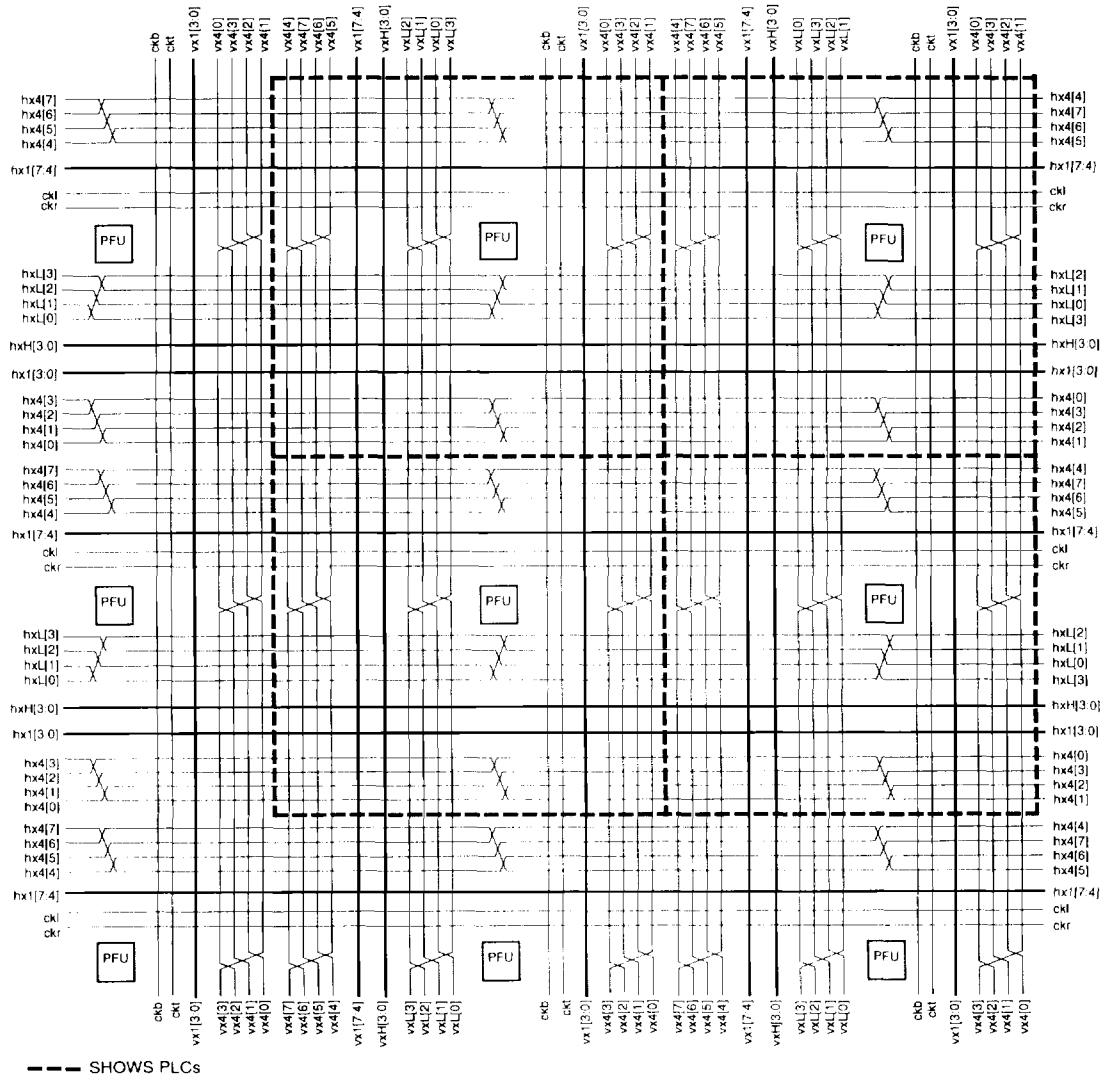 ckb
ckt
vx1[3:0]
vx4[0]
vx4[3]
vx4[2]
vx4[1]
vx4[4]
vx4[7]
vx4[6]
vx4[5]
vx1[7:4]
vxH[3:0]
vxL[2]
vxL[1]
vxL[0]
vxL[3]
ckb
ckt
vx1[3:0]
vx4[0]
vx4[3]
vx4[2]
vx4[1]
vx4[4]
vx4[7]
vx4[6]
vx4[5]
vx1[7:4]
vxH[3:0]
vxL[0]
vxL[3]
vxL[2]
vxL[1]
ckb
ckt
vx1[3:0]
vx4[0]
vx4[3]
vx4[2]
vx4[1]
hx4[7]
hx4[6]
hx4[5]
hx4[4]
hx4[4]
hx4[7]
hx4[6]
hx4[5]
hx1[7:4]
hx1[7:4]
ckl
ckr
ckl
ckr
PFU
PFU
PFU
hxL[3]
hxL[2]
hxL[1]
hxL[0]
hxL[2]
hxL[1]
hxL[0]
hxL[3]
hxH[3:0]
hxH[3:0]
hx1[3:0]
hx1[3:0]
hx4[3]
hx4[2]
hx4[1]
hx4[0]
hx4[0]
hx4[3]
hx4[2]
hx4[1]
hx4[7]
hx4[6]
hx4[5]
hx4[4]
hx4[4]
hx4[7]
hx4[6]
hx4[5]
hx1[7:4]
hx1[7:4]
ckl
ckr
ckl
ckr
PFU
PFU
PFU
hxL[3]
hxL[2]
hxL[1]
hxL[0]
hxL[2]
hxL[1]
hxL[0]
hxL[3]
hxH[3:0]
hxH[3:0]
hx1[3:0]
hx1[3:0]
hx4[3]
hx4[2]
hx4[1]
hx4[0]
hx4[0]
hx4[3]
hx4[2]
hx4[1]
hx4[7]
hx4[6]
hx4[5]
hx4[4]
hx4[4]
hx4[7]
hx4[6]
hx4[5]
hx1[7:4]
hx1[7:4]
ckl
ckr
ckl
ckr
PFU
PFU
PFU
ckb
ckt
vx1[3:0]
vx4[3]
vx4[2]
vx4[1]
vx4[0]
vx4[7]
vx4[6]
vx4[5]
vx4[4]
vx1[7:4]
vxH[3:0]
vxL[3]
vxL[2]
vxL[1]
vxL[0]
ckb
ckt
vx1[3:0]
vx4[3]
vx4[2]
vx4[1]
vx4[0]
vx4[7]
vx4[6]
vx4[5]
vx4[4]
vx1[7:4]
vxH[3:0]
vxL[3]
vxL[2]
vxL[1]
vxL[0]
ckb
ckt
vx1[3:0]
vx4[3]
vx4[2]
vx4[1]
vx4[0]
SHOWS PLCs